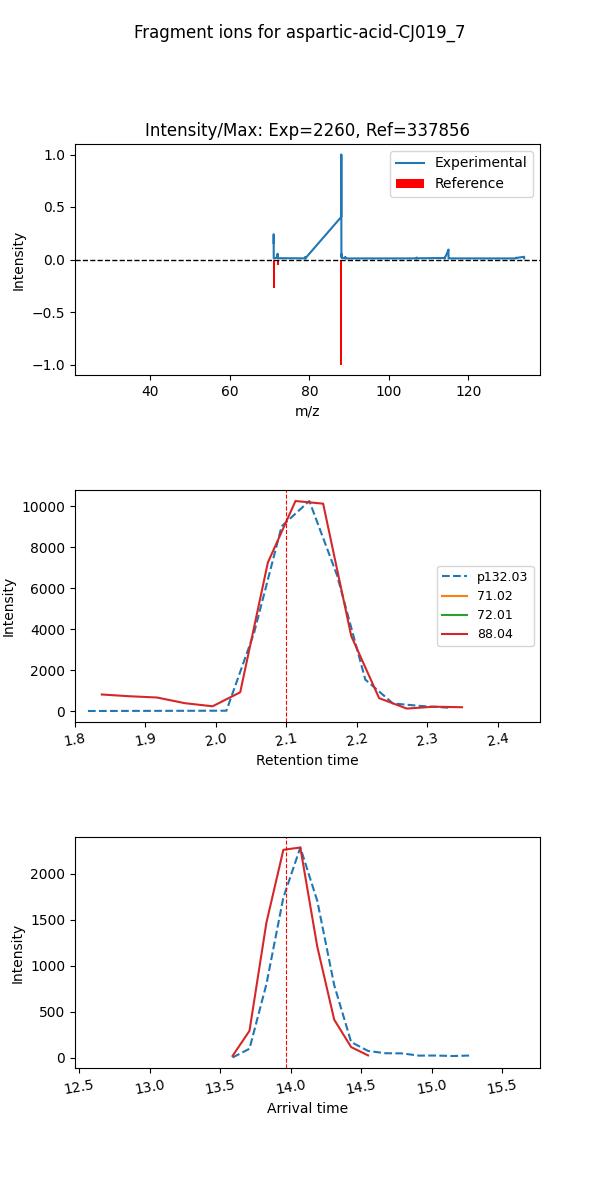 Fragment ions for aspartic-acid-CJ019_7
Intensity/Max: Exp=2260, Ref=337856
1.0
0.5
0.0
−0.5
−1.0
Intensity
Experimental
Reference
40 60 80 100 120
m/z
10000
8000
6000
4000
2000
0
Intensity
p132.03
71.02
72.01
88.04
1.8 1.9 2.0 2.1 2.2 2.3 2.4
Retention time
2000
1500
1000
500
0
Intensity
12.5 13.0 13.5 14.0 14.5 15.0 15.5
Arrival time